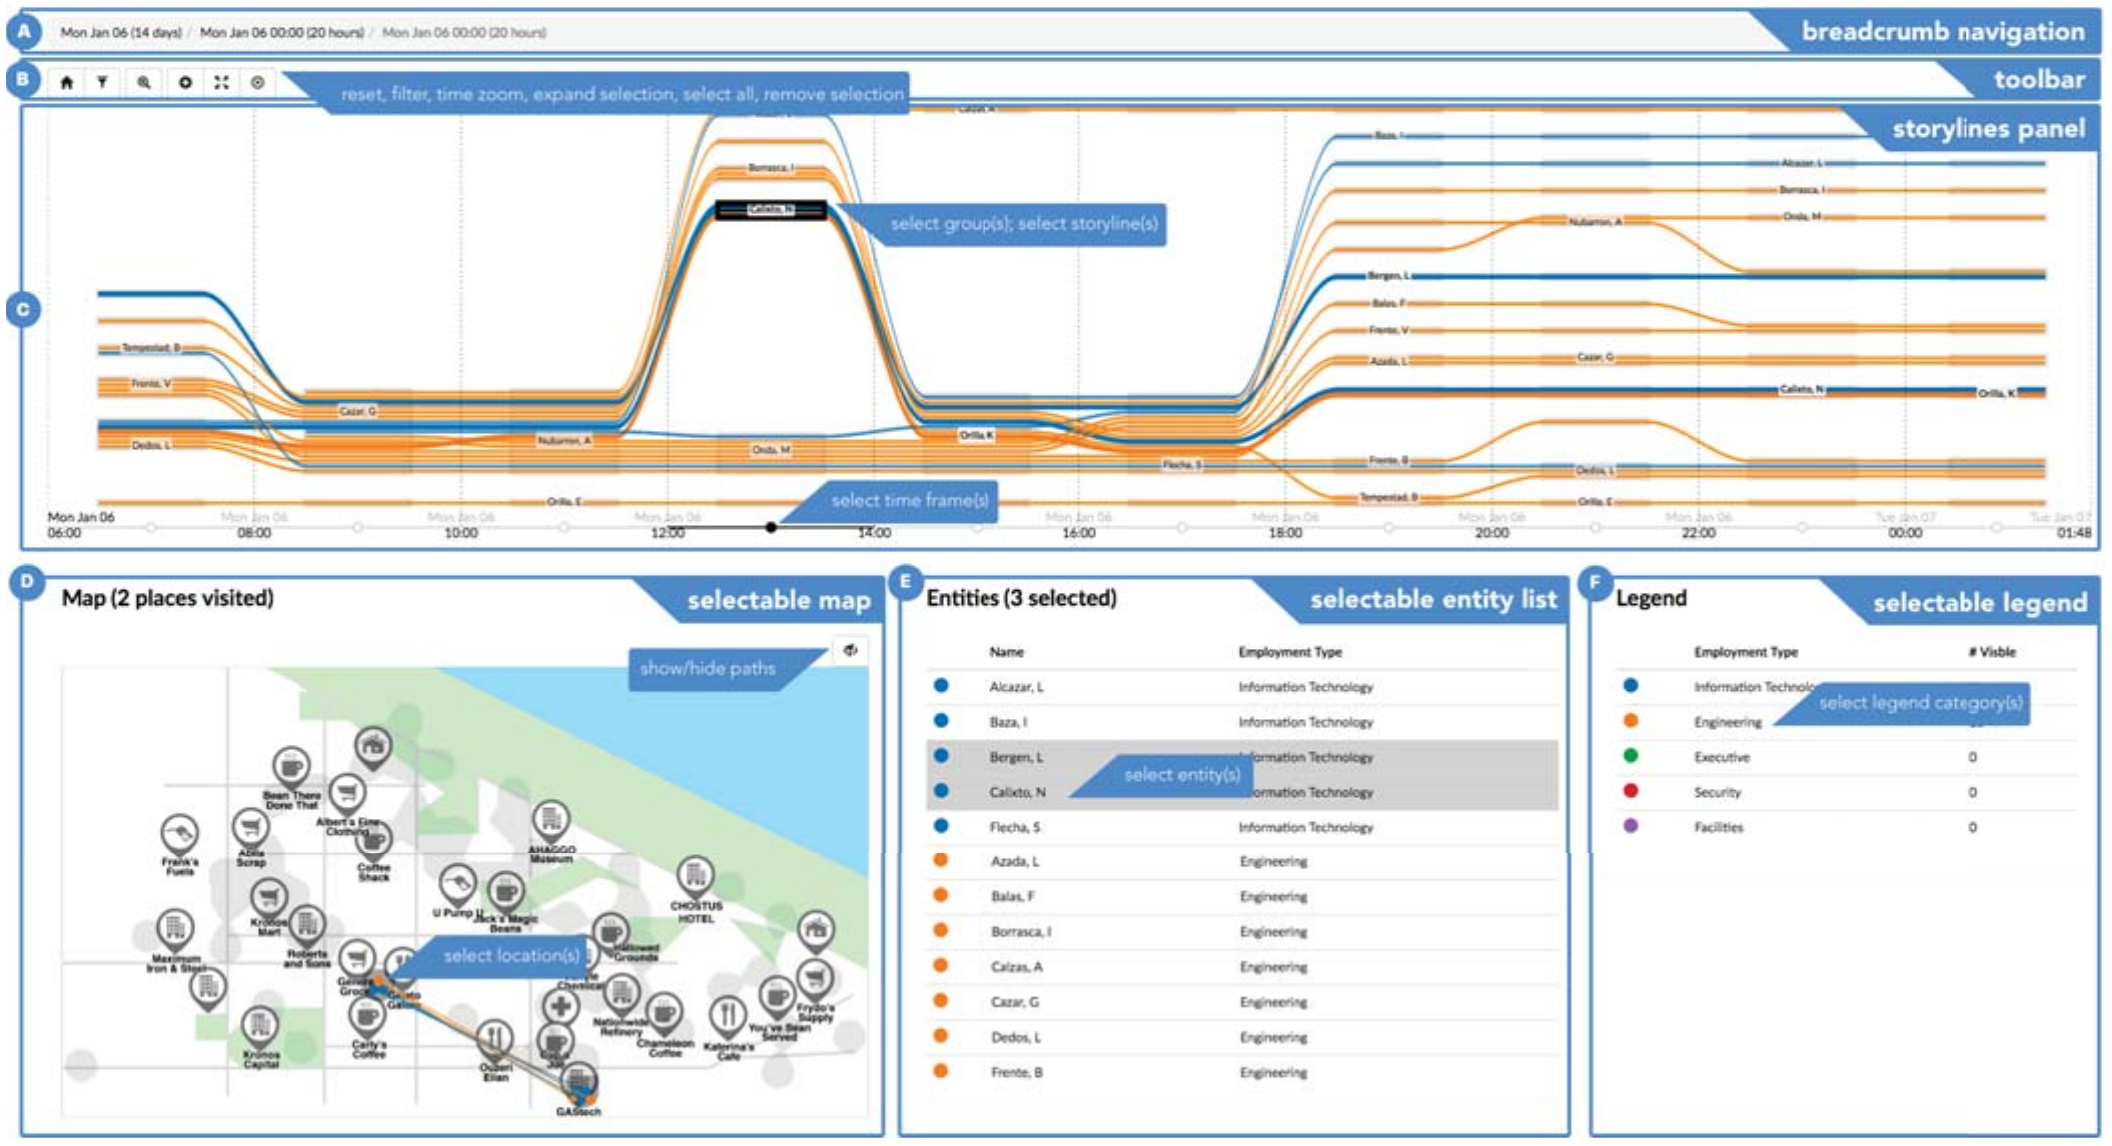 A
Mon Jan 06 (14 days) / Mon Jan 06 00:00 (20 hours) / Mon Jan 06 00:00 (20 hours)
breadcrumb navigation
B
toolbar
reset, filter, time zoom, expand selection, select all, remove selection
C
storylines panel
Calzas, A
Baza, I
Alcazar, L
Borrasca, I
Borrasca, I
Calixto, N
select group(s); select storyline(s)
Nubarron, A
Onda, M
Bergen, L
Balas, F
Frente, V
Tempestad, B
Azada, L
Cazar, G
Frente, V
Calixto, N
Orilla, K
Cazar, G
Dedos, L
Nubarron, A
Onda, M
Orilla, K
Flecha, S
Frente, B
Dedos, L
Tempestad, B
Orilla, E
Orilla, E
select time frame(s)
Mon Jan 06 Mon Jan 06 Mon Jan 06 Mon Jan 06 Mon Jan 06 Mon Jan 06 Mon Jan 06 Mon Jan 06 Tue Jan 07 Tue Jan 07
06:00 08:00 10:00 12:00 14:00 16:00 18:00 20:00 22:00 00:00 01:48
D
Map (2 places visited)
selectable map
show/hide paths
Bean There
Done That
Albert's Fine
Clothing
Frank's
Fuels
Abila
Scrap
Coffee
Shack
AHAGGO
Museum
U Pump
Jack's Magic
Beans
CHOSTUS
HOTEL
Kronos
Mart
Roberts
and Sons
Maximum
Iron & Steel
select location(s)
Hallowed
Grounds
Chemical
Kronos
Capital
Carly's
Coffee
Nationwide
Refinery
Chameleon
Coffee
Katerina's
Cafe
You've Bean
Served
Frydo's
Supply
Ouzeri
Elian
GAStech
E
Entities (3 selected)
selectable entity list
Name Employment Type
Alcazar, L Information Technology
Baza, I Information Technology
Bergen, L formation Technology
select entity(s)
Calixto, N ormation Technology
Flecha, S Information Technology
Azada, L Engineering
Balas, F Engineering
Borrasca, I Engineering
Calzas, A Engineering
Cazar, G Engineering
Dedos, L Engineering
Frente, B Engineering
F
Legend
selectable legend
Employment Type # Visble
Information Technolo
select legend category(s)
Engineering
Executive 0
Security 0
Facilities 0